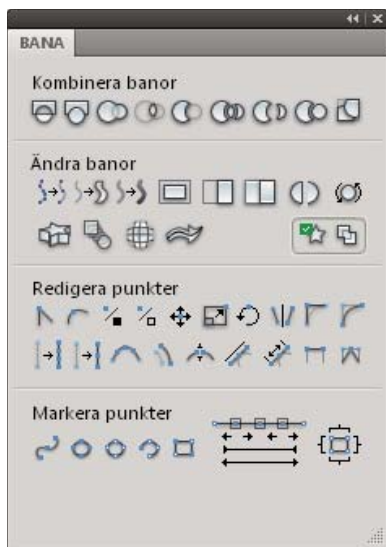 BANA
Kombinera banor
Ändra banor
Redigera punkter
Markera punkter